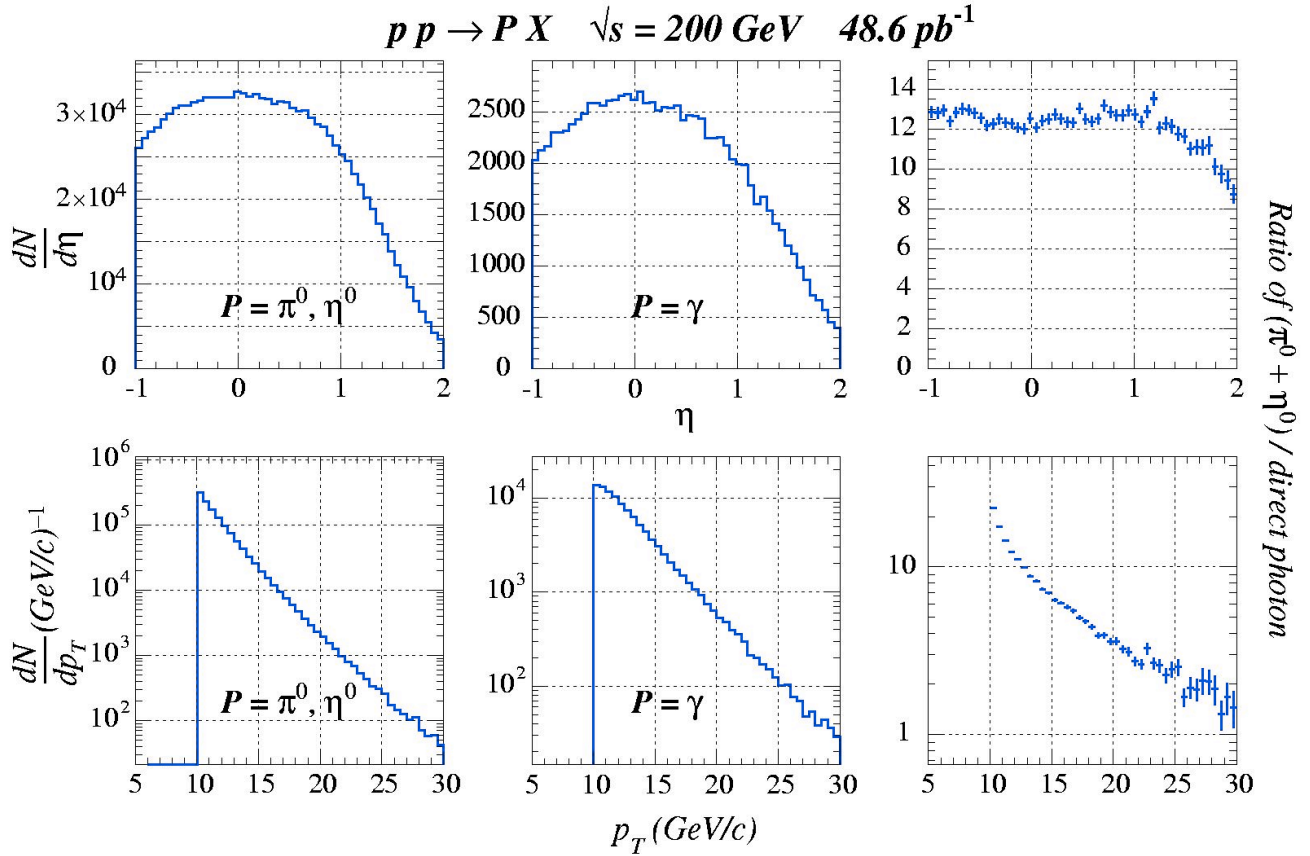 p p → P X √s = 200 GeV 48.6 pb⁻¹
dN/dη
3×10⁴
2×10⁴
10⁴
0
-1 0 1 2
P = π⁰, η⁰
2500
2000
1500
1000
500
0
-1 0 1 2
η
P = γ
14
12
10
8
6
4
2
0
-1 0 1 2
Ratio of (π⁰ + η⁰) / direct photon
dN/dp_T (GeV/c)⁻¹
10⁶
10⁵
10⁴
10³
10²
5 10 15 20 25 30
P = π⁰, η⁰
10⁴
10³
10²
5 10 15 20 25 30
P = γ
p_T (GeV/c)
10
1
5 10 15 20 25 30